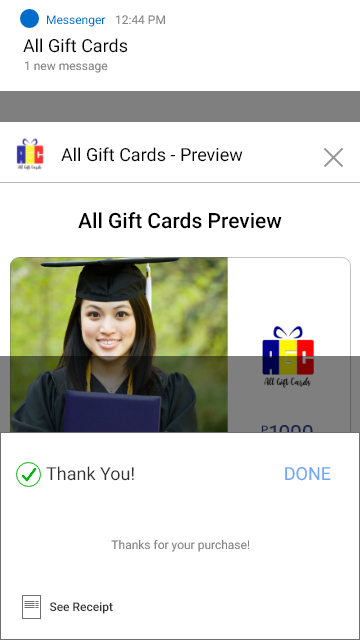 Messenger 12:44 PM
All Gift Cards
1 new message
AGC
All Gift Cards
All Gift Cards - Preview
All Gift Cards Preview
AGC
All Gift Cards
₱1000
Thank You!
DONE
Thanks for your purchase!
See Receipt